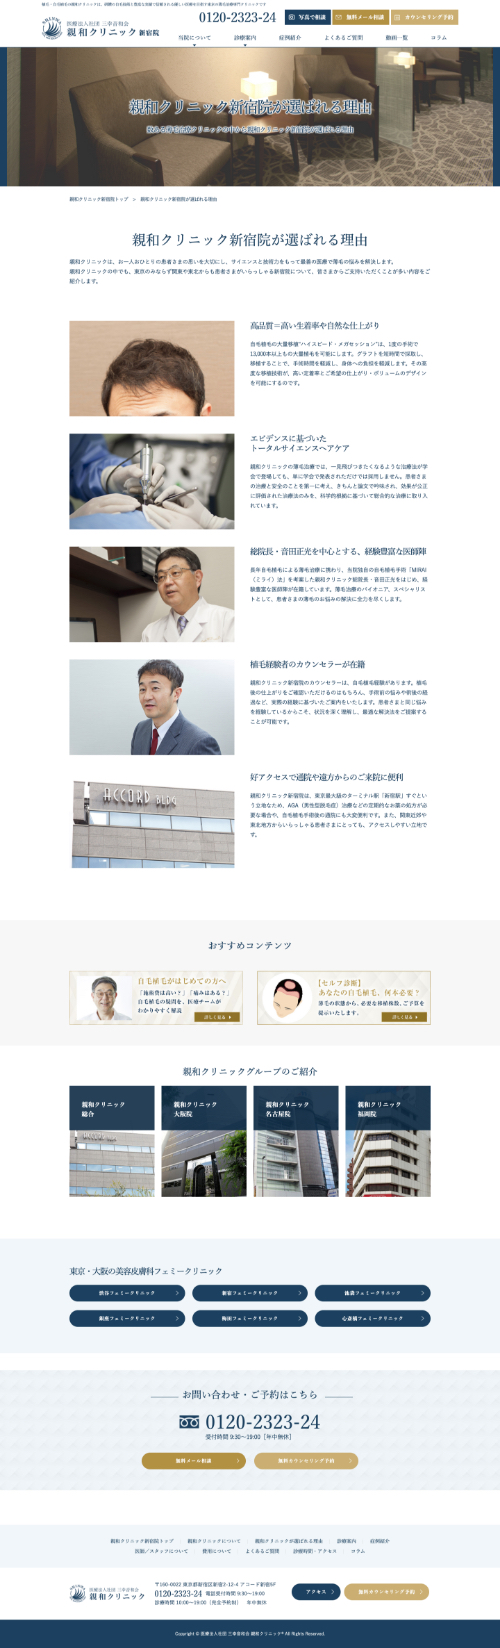 医療法人社団 三幸音和会
親和クリニック 新宿院
0120-2323-24
写真で相談
無料メール相談
カウンセリング予約
当院について
診療案内
症例紹介
よくあるご質問
動画一覧
コラム
親和クリニック新宿院が選ばれる理由
親和クリニック新宿院トップ > 親和クリニック新宿院が選ばれる理由
親和クリニック新宿院が選ばれる理由
親和クリニックは、お一人おひとりの患者さまの思いを大切にし、サイエンスと技術力をもって最善の医療で薄毛の悩みを解決します。
親和クリニックの中でも、東京のみならず関東や東北からも患者さまがいらっしゃる新宿院について、皆さまからご支持いただくことが多い内容をご
紹介します。
高品質＝高い生着率や自然な仕上がり
自毛植毛の大量移植“ハイスピード・メガセッション”は、1度の手術で
13,000本以上もの大量植毛を可能にします。グラフトを短時間で採取し、
移植することで、手術時間を軽減し、身体への負担を軽減します。その高
度な移植技術が、高い定着率とご希望の仕上がり・ボリュームのデザイン
を可能にするのです。
エビデンスに基づいた
トータルサイエンスヘアケア
親和クリニックの薄毛治療では、一見飛びつきたくなるような治療法が学
会で登場しても、単に学会で発表されただけでは採用しません。患者さま
の治療と安全のことを第一に考え、きちんと論文で吟味され、効果が公正
に評価された治療法のみを、科学的根拠に基づいて総合的な治療に取り入
れています。
総院長・音田正光を中心とする、経験豊富な医師陣
長年自毛植毛による薄毛治療に携わり、当院独自の自毛植毛手術「MIRAI
（ミライ）法」を考案した親和クリニック総院長・音田正光をはじめ、経
験豊富な医師陣が在籍しています。薄毛治療のパイオニア、スペシャリス
トとして、患者さまの薄毛のお悩みの解決に全力を尽くします。
植毛経験者のカウンセラーが在籍
親和クリニック新宿院のカウンセラーは、自毛植毛経験があります。植毛
後の仕上がりをご確認いただけるのはもちろん、手術前の悩みや術後の経
過など、実際の経験に基づいたご案内をいたします。患者さまと同じ悩み
を経験しているからこそ、状況を深く理解し、最適な解決法をご提案する
ことが可能です。
ACCORD BLDG
好アクセスで通院や遠方からのご来院に便利
親和クリニック新宿院は、東京最大級のターミナル駅「新宿駅」すぐとい
う立地なため、AGA（男性型脱毛症）治療などの定期的なお薬の処方が必
要な場合や、自毛植毛手術後の通院にも大変便利です。また、関東近郊や
東北地方からいらっしゃる患者さまにとっても、アクセスしやすい立地で
す。
おすすめコンテンツ
自毛植毛がはじめての方へ
「施術費は高い？」「痛みはある？」
自毛植毛の疑問を、医療チームが
わかりやすく解説
詳しく見る
【セルフ診断】
あなたの自毛植毛、何本必要？
薄毛の状態から、必要な移植株数、ご予算を
提示いたします。
詳しく見る
親和クリニックグループのご紹介
親和クリニック
総合
親和クリニック
大阪院
親和クリニック
名古屋院
親和クリニック
福岡院
東京・大阪の美容皮膚科フェミークリニック
渋谷フェミークリニック
新宿フェミークリニック
池袋フェミークリニック
銀座フェミークリニック
梅田フェミークリニック
心斎橋フェミークリニック
お問い合わせ・ご予約はこちら
0120-2323-24
受付時間 9:30～19:00［年中無休］
無料メール相談
無料カウンセリング予約
親和クリニック新宿院トップ
親和クリニックについて
親和クリニックが選ばれる理由
診療案内
症例紹介
医師/スタッフについて
費用について
よくあるご質問
診療時間・アクセス
コラム
医療法人社団 三幸音和会
親和クリニック
〒160-0022 東京都新宿区新宿2-12-4 アコード新宿5F
0120-2323-24 電話受付時間 9:30～19:00
診療時間 10:00～19:00［完全予約制］ 年中無休
アクセス
無料カウンセリング予約
Copyright © 医療法人社団 三幸音和会 親和クリニック® All Rights Reserved.